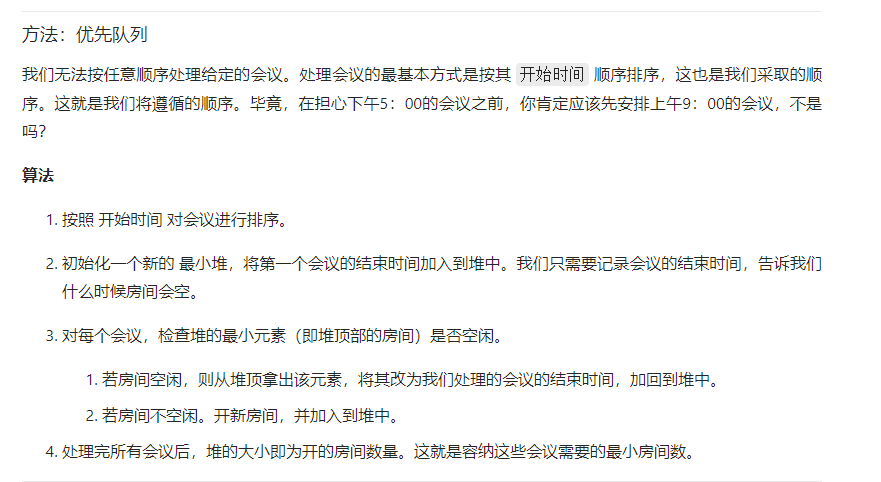 方法：优先队列
我们无法按任意顺序处理给定的会议。处理会议的最基本方式是按其 开始时间 顺序排序，这也是我们采取的顺
序。这就是我们将遵循的顺序。毕竟，在担心下午5：00的会议之前，你肯定应该先安排上午9：00的会议，不是
吗？
算法
1. 按照 开始时间 对会议进行排序。
2. 初始化一个新的 最小堆，将第一个会议的结束时间加入到堆中。我们只需要记录会议的结束时间，告诉我们
什么时候房间会空。
3. 对每个会议，检查堆的最小元素（即堆顶部的房间）是否空闲。
1. 若房间空闲，则从堆顶拿出该元素，将其改为我们处理的会议的结束时间，加回到堆中。
2. 若房间不空闲。开新房间，并加入到堆中。
4. 处理完所有会议后，堆的大小即为开的房间数量。这就是容纳这些会议需要的最小房间数。